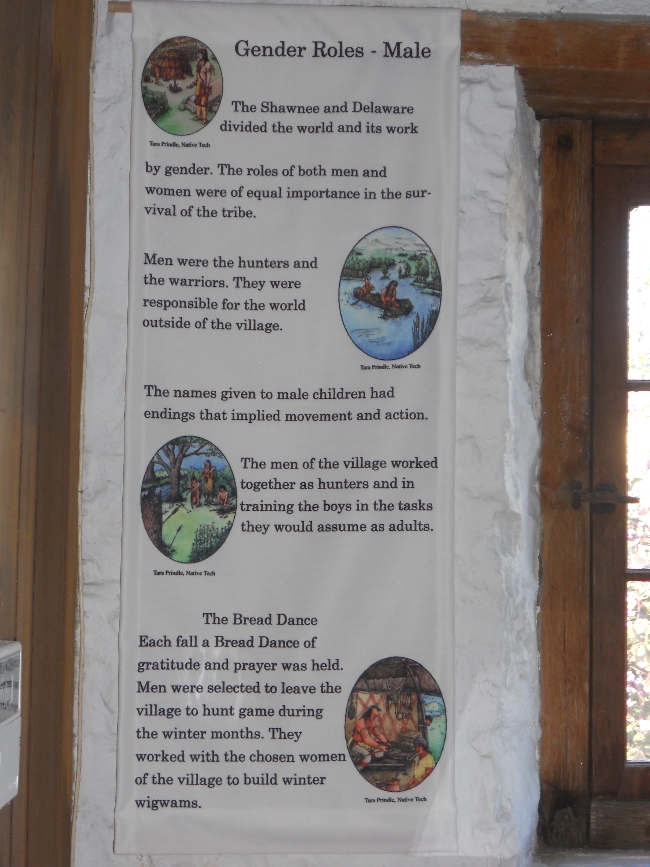 Gender Roles - Male
The Shawnee and Delaware
divided the world and its work
Tara Prindle, Native Tech
by gender. The roles of both men and
women were of equal importance in the sur-
vival of the tribe.
Men were the hunters and
the warriors. They were
responsible for the world
outside of the village.
Tara Prindle, Native Tech
The names given to male children had
endings that implied movement and action.
The men of the village worked
together as hunters and in
training the boys in the tasks
they would assume as adults.
Tara Prindle, Native Tech
The Bread Dance
Each fall a Bread Dance of
gratitude and prayer was held.
Men were selected to leave the
village to hunt game during
the winter months. They
worked with the chosen women
of the village to build winter
wigwams.
Tara Prindle, Native Tech